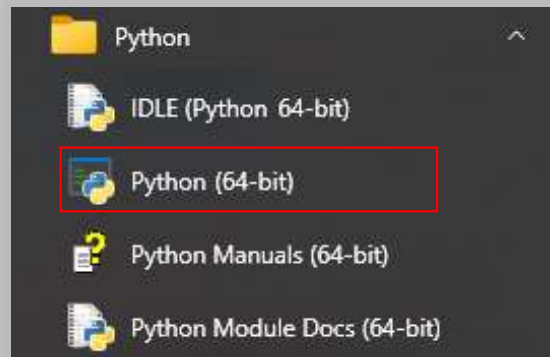 Python
IDLE (Python 64-bit)
Python (64-bit)
Python Manuals (64-bit)
Python Module Docs (64-bit)